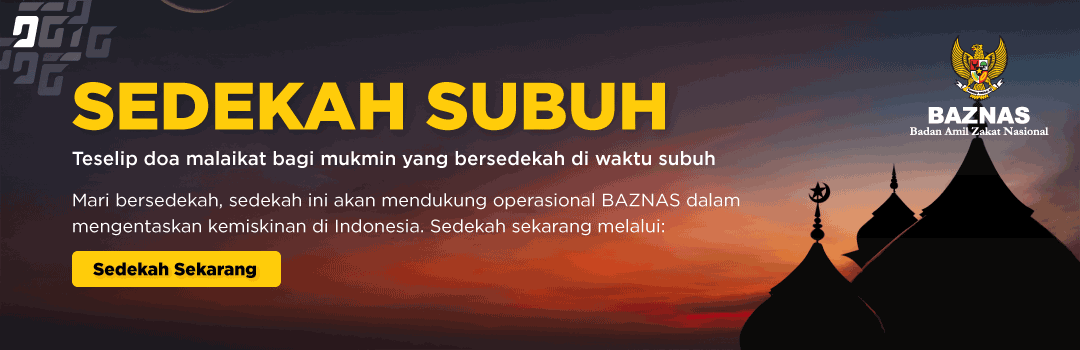 SEDEKAH SUBUH
Teselip doa malaikat bagi mukmin yang bersedekah di waktu subuh
Mari bersedekah, sedekah ini akan mendukung operasional BAZNAS dalam
mengentaskan kemiskinan di Indonesia. Sedekah sekarang melalui:
Sedekah Sekarang
BAZNAS
Badan Amil Zakat Nasional